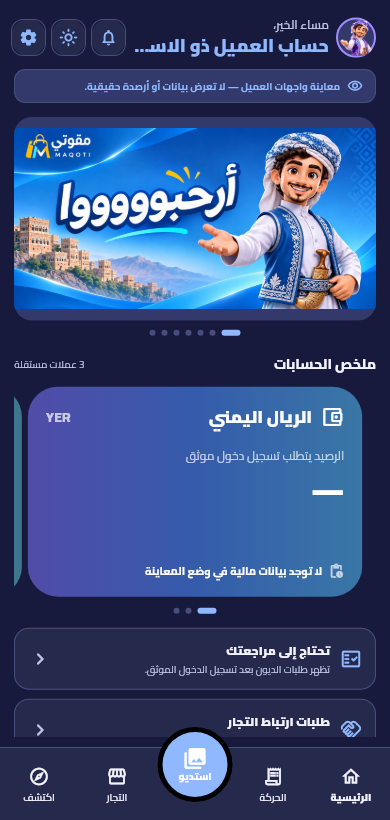 مساء الخير،
حساب العميل ذو الاسـ...
معاينة واجهات العميل — لا تعرض بيانات أو أرصدة حقيقية.
مقوتي
MAQOTI
أرحبوووووا
ملخص الحسابات
3 عملات مستقلة
الريال اليمني
YER
الرصيد يتطلب تسجيل دخول موثق
—
لا توجد بيانات مالية في وضع المعاينة
تحتاج إلى مراجعتك
تظهر طلبات الديون بعد تسجيل الدخول الموثق.
طلبات ارتباط التجار
الرئيسية
الحركة
استديو
التجار
اكتشف